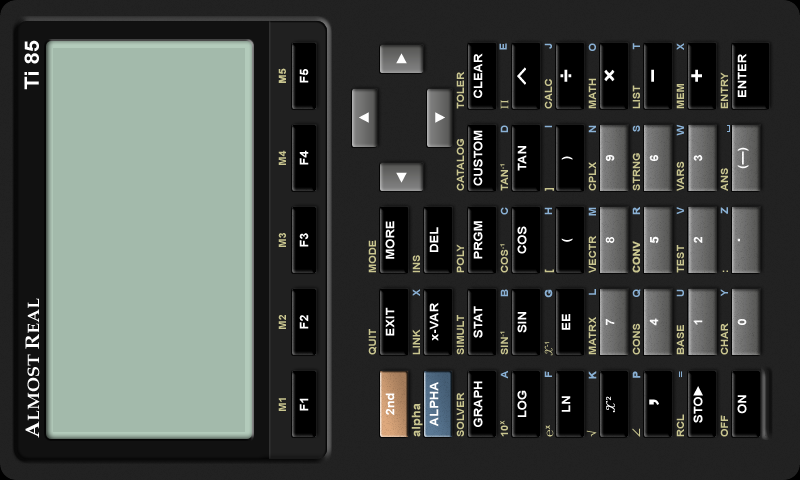 ALMOST REAL Ti 85
M1 M2 M3 M4 M5
F1 F2 F3 F4 F5
QUIT MODE
2nd EXIT MORE
alpha LINK X INS
ALPHA x-VAR DEL
SOLVER SIMULT POLY CATALOG TOLER
GRAPH STAT PRGM CUSTOM CLEAR
10ˣ A SIN⁻¹ B COS⁻¹ C TAN⁻¹ D Π E
LOG SIN COS TAN ^
eˣ F x⁻¹ G [ H ] I CALC J
LN EE ( ) ÷
√ K MATRX L VECTR M CPLX N MATH O
x² 7 8 9 ×
∠ P CONS Q CONV R STRNG S LIST T
, 4 5 6 −
RCL = BASE U TEST V VARS W MEM X
STO▶ 1 2 3 +
OFF CHAR Y : Z ANS ␣ ENTRY
ON 0 . (—) ENTER